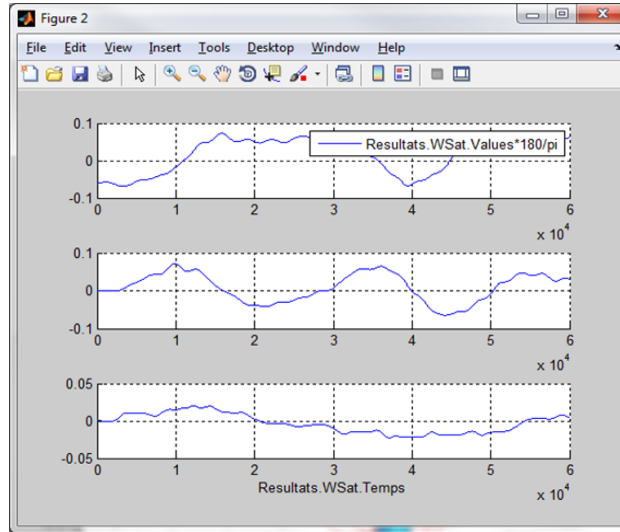 Figure 2
File Edit View Insert Tools Desktop Window Help
0.1
0
-0.1
Resultats.WSat.Values*180/pi
0 1 2 3 4 5 6
x 10^4
0.1
0
-0.1
0 1 2 3 4 5 6
x 10^4
0.05
0
-0.05
0 1 2 3 4 5 6
Resultats.WSat.Temps
x 10^4